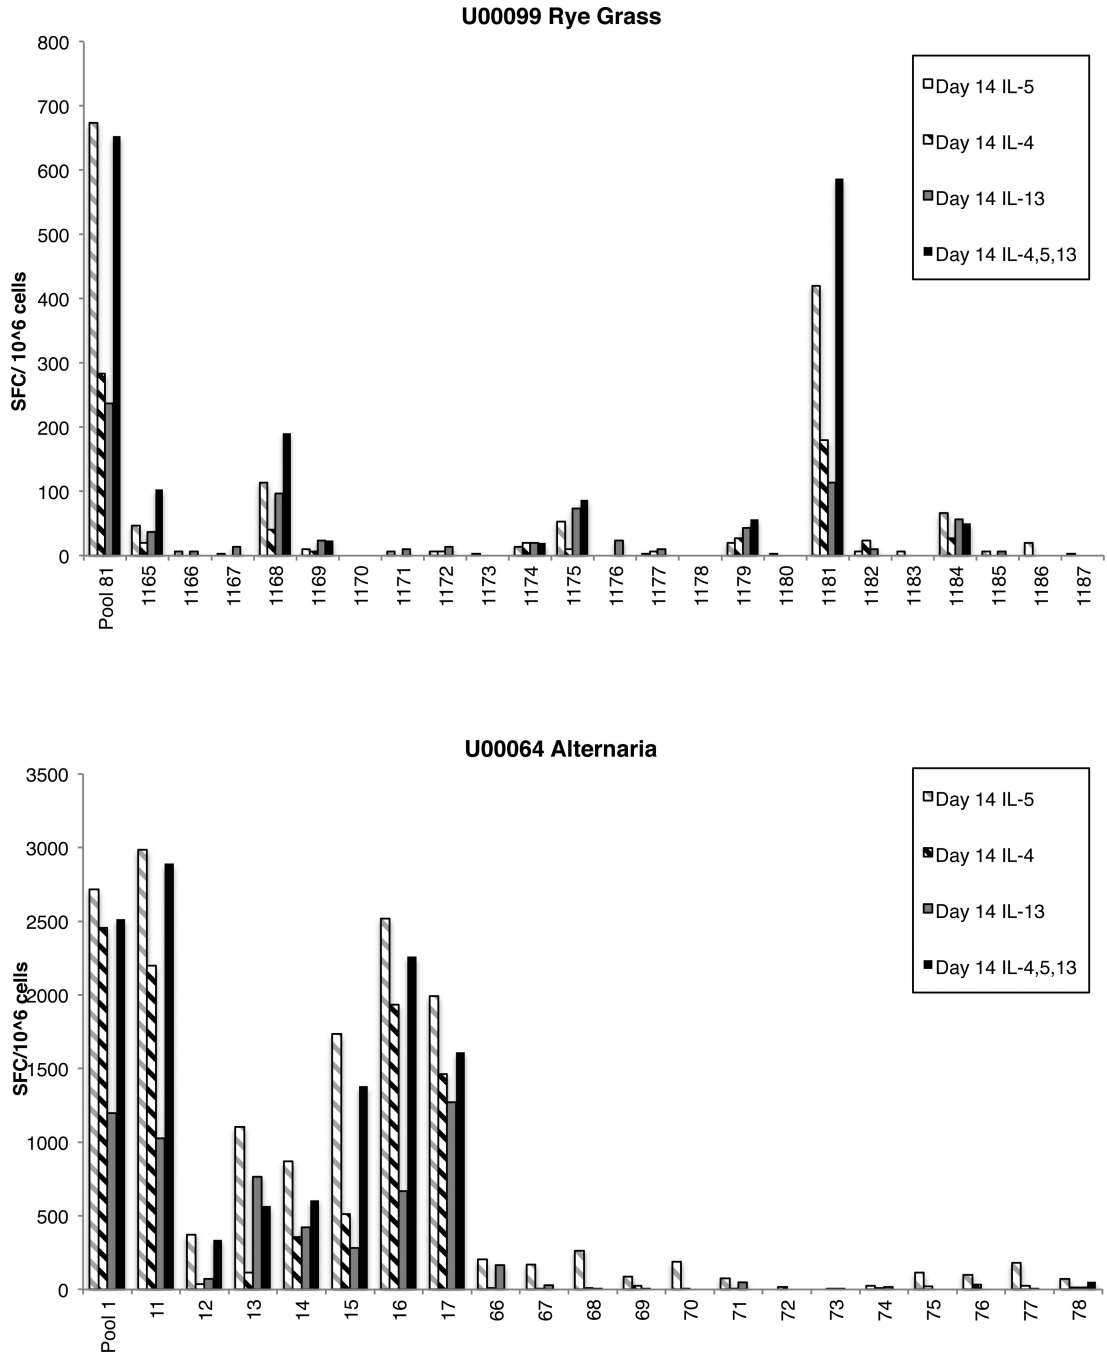 U00099 Rye Grass
800
700
600
500
400
300
200
100
0
SFC/ 10^6 cells
Day 14 IL-5
Day 14 IL-4
Day 14 IL-13
Day 14 IL-4,5,13
Pool 81 1165 1166 1167 1168 1169 1170 1171 1172 1173 1174 1175 1176 1177 1178 1179 1180 1181 1182 1183 1184 1185 1186 1187
U00064 Alternaria
3500
3000
2500
2000
1500
1000
500
0
SFC/10^6 cells
Day 14 IL-5
Day 14 IL-4
Day 14 IL-13
Day 14 IL-4,5,13
Pool 1 11 12 13 14 15 16 17 66 67 68 69 70 71 72 73 74 75 76 77 78